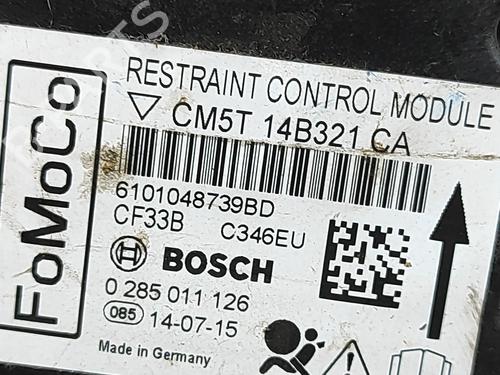 FoMoCo
RESTRAINT CONTROL MODULE
CM5T 14B321 CA
6101048739BD
CF33B C346EU
BOSCH
0 285 011 126
085 14-07-15
Made in Germany